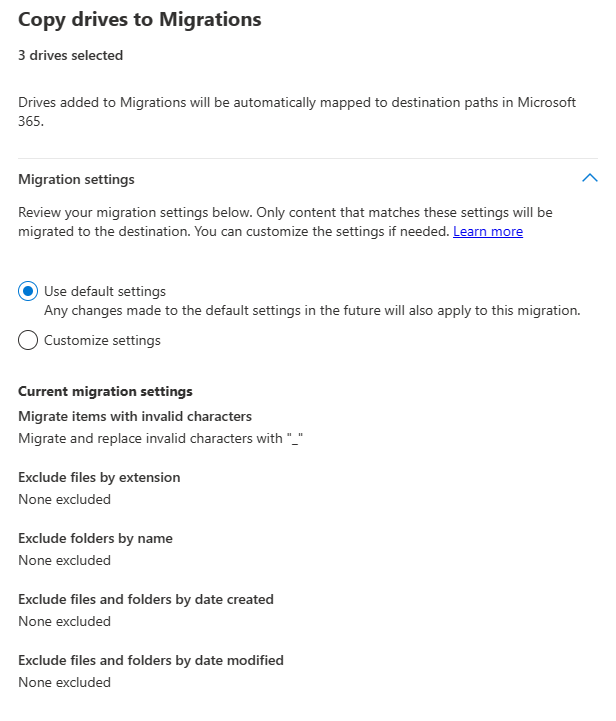 Copy drives to Migrations
3 drives selected
Drives added to Migrations will be automatically mapped to destination paths in Microsoft
365.
Migration settings
Review your migration settings below. Only content that matches these settings will be
migrated to the destination. You can customize the settings if needed. Learn more
Use default settings
Any changes made to the default settings in the future will also apply to this migration.
Customize settings
Current migration settings
Migrate items with invalid characters
Migrate and replace invalid characters with "_"
Exclude files by extension
None excluded
Exclude folders by name
None excluded
Exclude files and folders by date created
None excluded
Exclude files and folders by date modified
None excluded